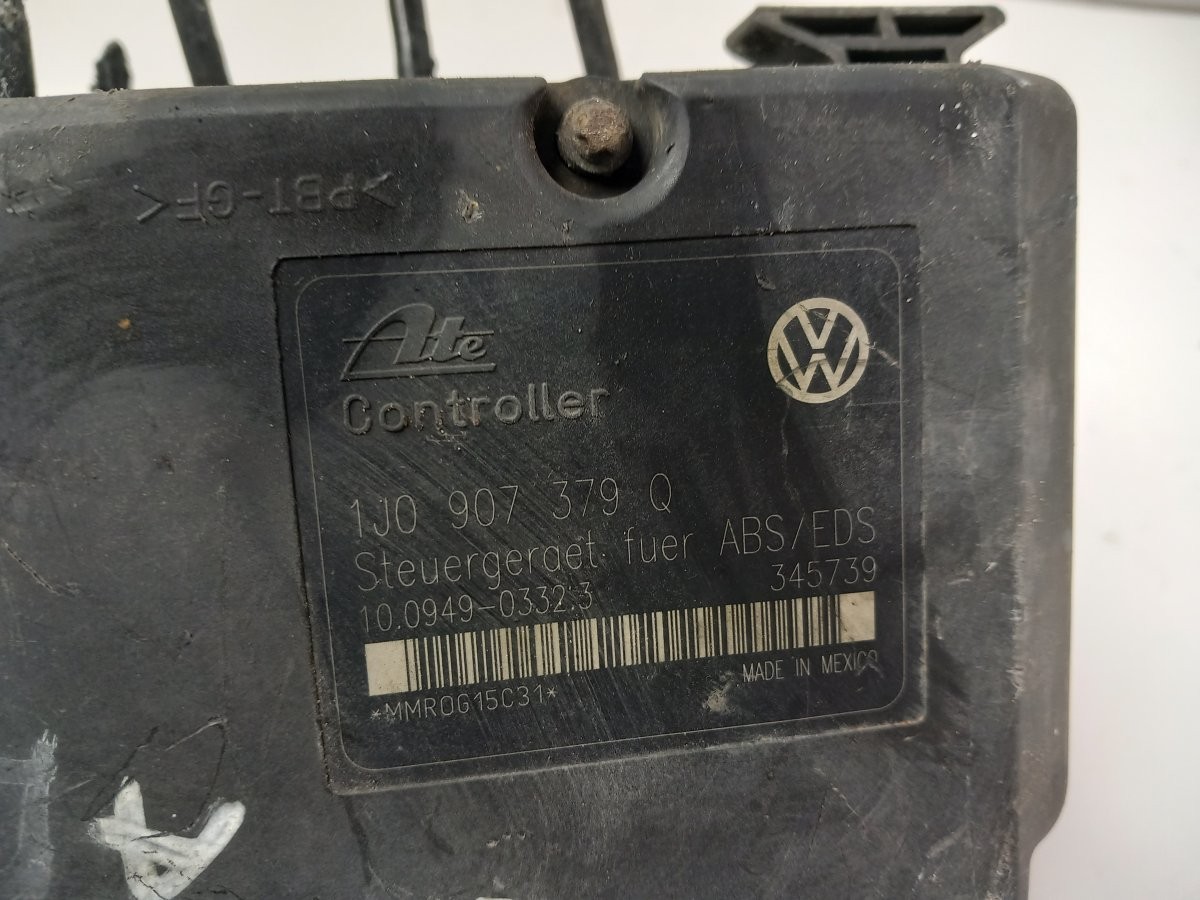 >PBT-GF<
Ate
Controller
1J0 907 379 Q
Steuergeraet fuer ABS/EDS
10.0949-0332.3 345739
MADE IN MEXICO
*MMR0G15C31*